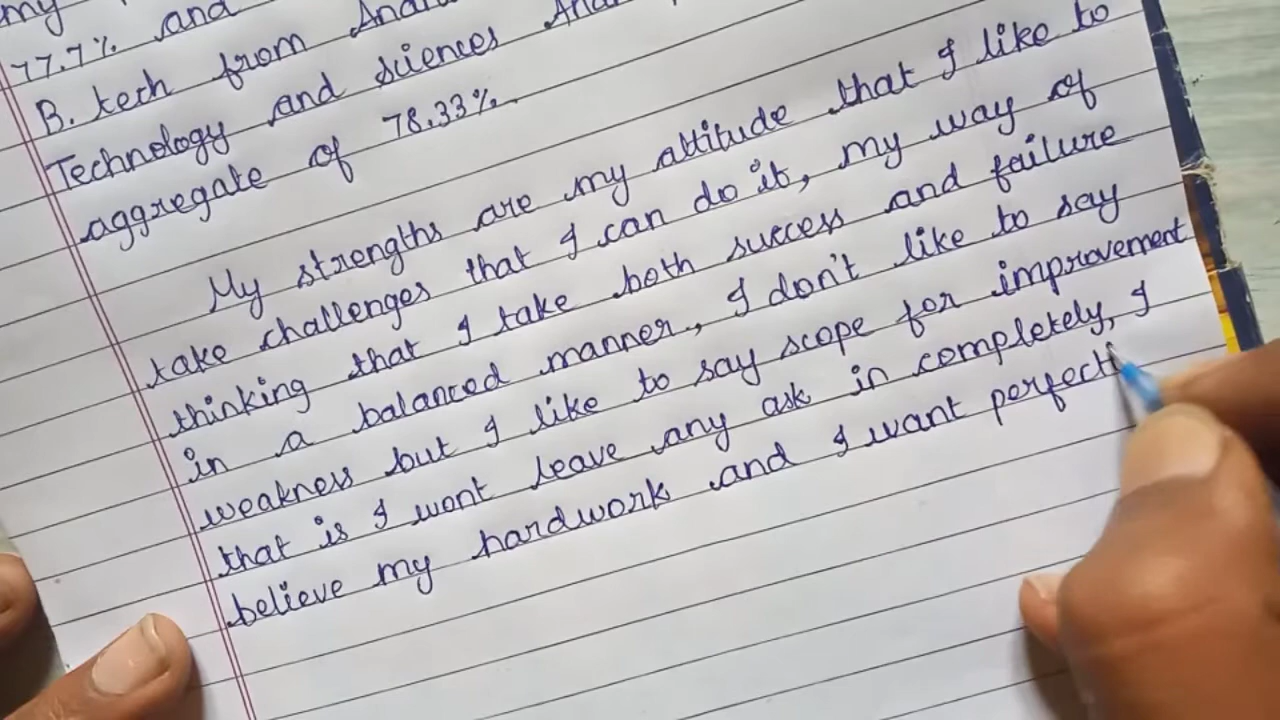 my
77.7% and
B. tech from
Technology and sciences
aggregate of 78.33%.
My strengths are my attitude that I like to
take challenges that I can do it, my way of
thinking that I take both success and failure
in a balanced manner, I don't like to say
weakness but I like to say scope for improvement
that is I wont leave any ask in completely, I
believe my hardwork and I want perfecti